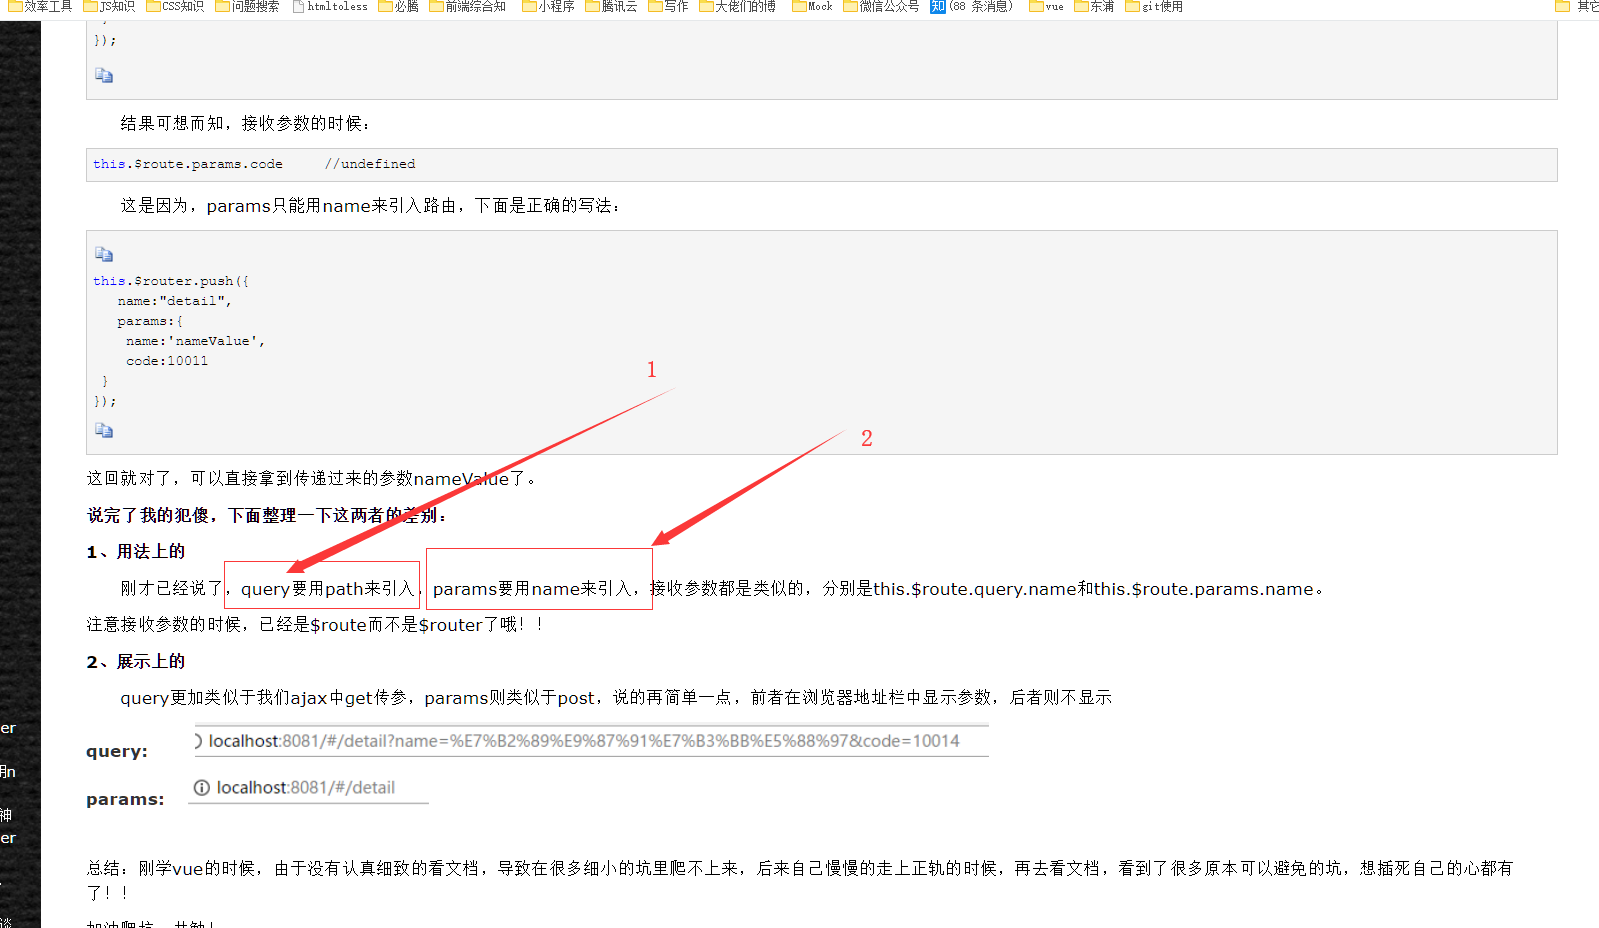 效率工具 JS知识 CSS知识 问题搜索 htmltoless 必腾 前端综合知 小程序 腾讯云 写作 大佬们的博 Mock 微信公众号 知 (88 条消息) vue 东浦 git使用 其它
});
结果可想而知，接收参数的时候：
this.$route.params.code     //undefined
这是因为，params只能用name来引入路由，下面是正确的写法：
this.$router.push({
name:"detail",
params:{
name:'nameValue',
code:10011
}
});
1
2
这回就对了，可以直接拿到传递过来的参数nameValue了。
说完了我的犯傻，下面整理一下这两者的差别：
1、用法上的
刚才已经说了，query要用path来引入，params要用name来引入，接收参数都是类似的，分别是this.$route.query.name和this.$route.params.name。
注意接收参数的时候，已经是$route而不是$router了哦！！
2、展示上的
query更加类似于我们ajax中get传参，params则类似于post，说的再简单一点，前者在浏览器地址栏中显示参数，后者则不显示
query: localhost:8081/#/detail?name=%E7%B2%89%E9%87%91%E7%B3%BB%E5%88%97&code=10014
params: localhost:8081/#/detail
er
用n
神
er
谈
总结：刚学vue的时候，由于没有认真细致的看文档，导致在很多细小的坑里爬不上来，后来自己慢慢的走上正轨的时候，再去看文档，看到了很多原本可以避免的坑，想插死自己的心都有
了！！
加油爬坑，共勉！